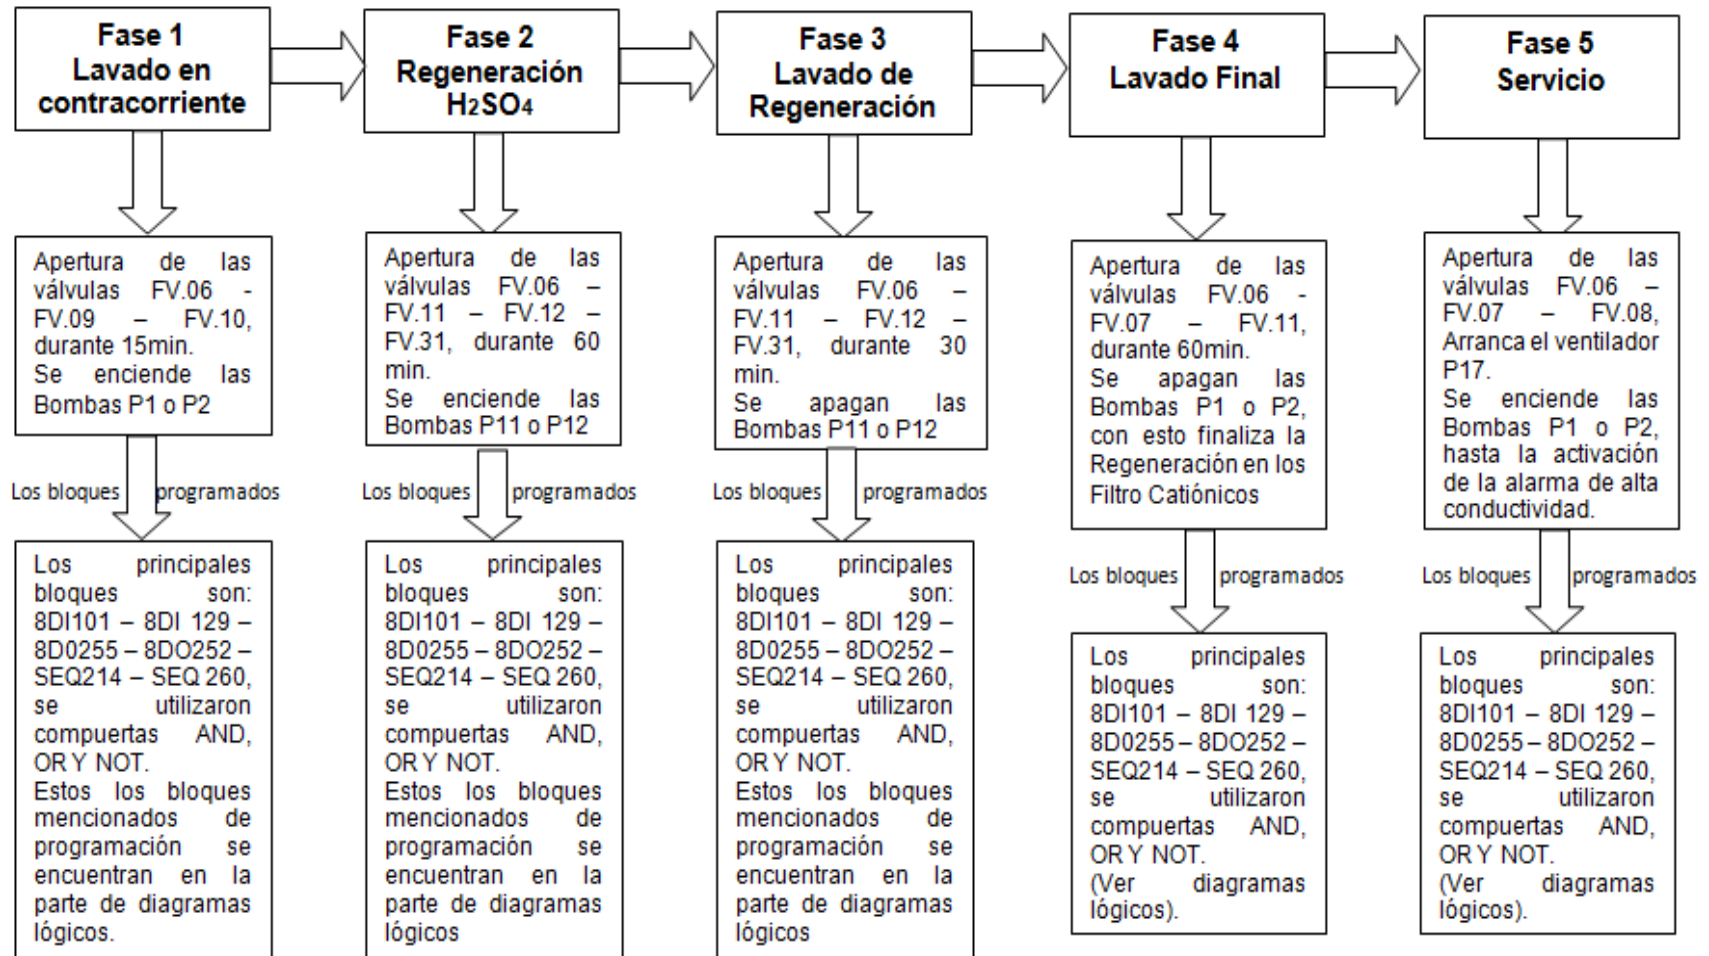 Fase 1
Lavado en
contracorriente
Fase 2
Regeneración
H2SO4
Fase 3
Lavado de
Regeneración
Fase 4
Lavado Final
Fase 5
Servicio
Apertura de las
válvulas FV.06 -
FV.09 – FV.10,
durante 15min.
Se enciende las
Bombas P1 o P2
Apertura de las
válvulas FV.06 –
FV.11 – FV.12 –
FV.31, durante 60
min.
Se enciende las
Bombas P11 o P12
Apertura de las
válvulas FV.06 –
FV.11 – FV.12 –
FV.31, durante 30
min.
Se apagan las
Bombas P11 o P12
Apertura de las
válvulas FV.06 -
FV.07 – FV.11,
durante 60min.
Se apagan las
Bombas P1 o P2,
con esto finaliza la
Regeneración en los
Filtro Catiónicos
Apertura de las
válvulas FV.06 –
FV.07 – FV.08,
Arranca el ventilador
P17.
Se enciende las
Bombas P1 o P2,
hasta la activación
de la alarma de alta
conductividad.
Los bloques programados
Los bloques programados
Los bloques programados
Los bloques programados
Los bloques programados
Los principales
bloques son:
8DI101 – 8DI 129 –
8D0255 – 8DO252 –
SEQ214 – SEQ 260,
se utilizaron
compuertas AND,
OR Y NOT.
Estos los bloques
mencionados de
programación se
encuentran en la
parte de diagramas
lógicos.
Los principales
bloques son:
8DI101 – 8DI 129 –
8D0255 – 8DO252 –
SEQ214 – SEQ 260,
se utilizaron
compuertas AND,
OR Y NOT.
Estos los bloques
mencionados de
programación se
encuentran en la
parte de diagramas
lógicos
Los principales
bloques son:
8DI101 – 8DI 129 –
8D0255 – 8DO252 –
SEQ214 – SEQ 260,
se utilizaron
compuertas AND,
OR Y NOT.
Estos los bloques
mencionados de
programación se
encuentran en la
parte de diagramas
lógicos
Los principales
bloques son:
8DI101 – 8DI 129 –
8D0255 – 8DO252 –
SEQ214 – SEQ 260,
se utilizaron
compuertas AND,
OR Y NOT.
(Ver diagramas
lógicos).
Los principales
bloques son:
8DI101 – 8DI 129 –
8D0255 – 8DO252 –
SEQ214 – SEQ 260,
se utilizaron
compuertas AND,
OR Y NOT.
(Ver diagramas
lógicos).